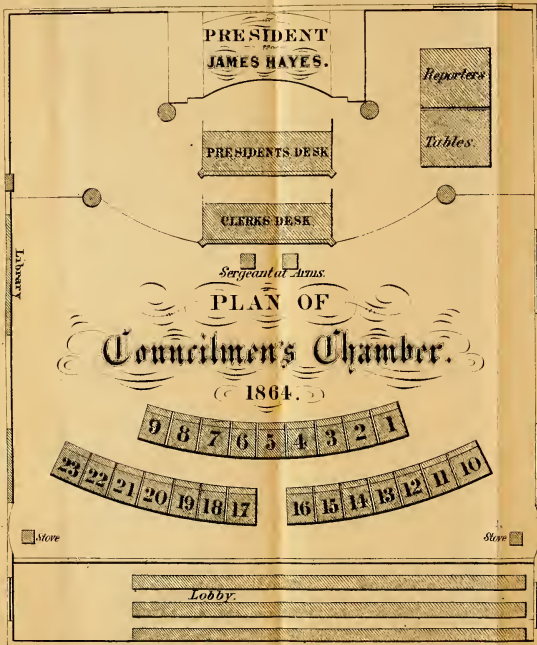 PRESIDENT
JAMES HAYES.
Reporters
Tables.
PRESIDENTS DESK
CLERKS DESK
Sergeant at Arms.
Library
PLAN OF
Councilmen's Chamber.
1864.
9 8 7 6 5 4 3 2 1
23 22 21 20 19 18 17 16 15 14 13 12 11 10
Stove
Stove
Lobby.